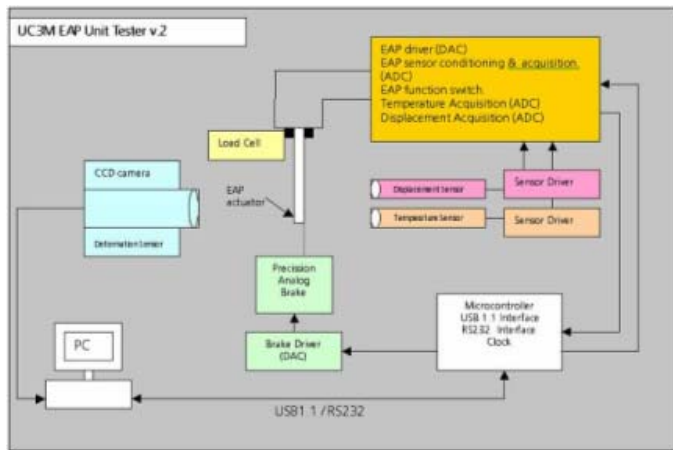 UC3M EAP Unit Tester v.2
EAP driver (DAC)
EAP sensor conditioning & acquisition.
(ADC)
EAP function switch
Temperature Acquisition (ADC)
Displacement Acquisition (ADC)
Load Cell
CCD camera
Deformation Sensor
EAP
actuator
Displacement Sensor
Sensor Driver
Temperature Sensor
Sensor Driver
Precision
Analog
Brake
Microcontroller
USB 1.1 Interface
RS232 Interface
Clock
PC
Brake Driver
(DAC)
USB1.1 /RS232